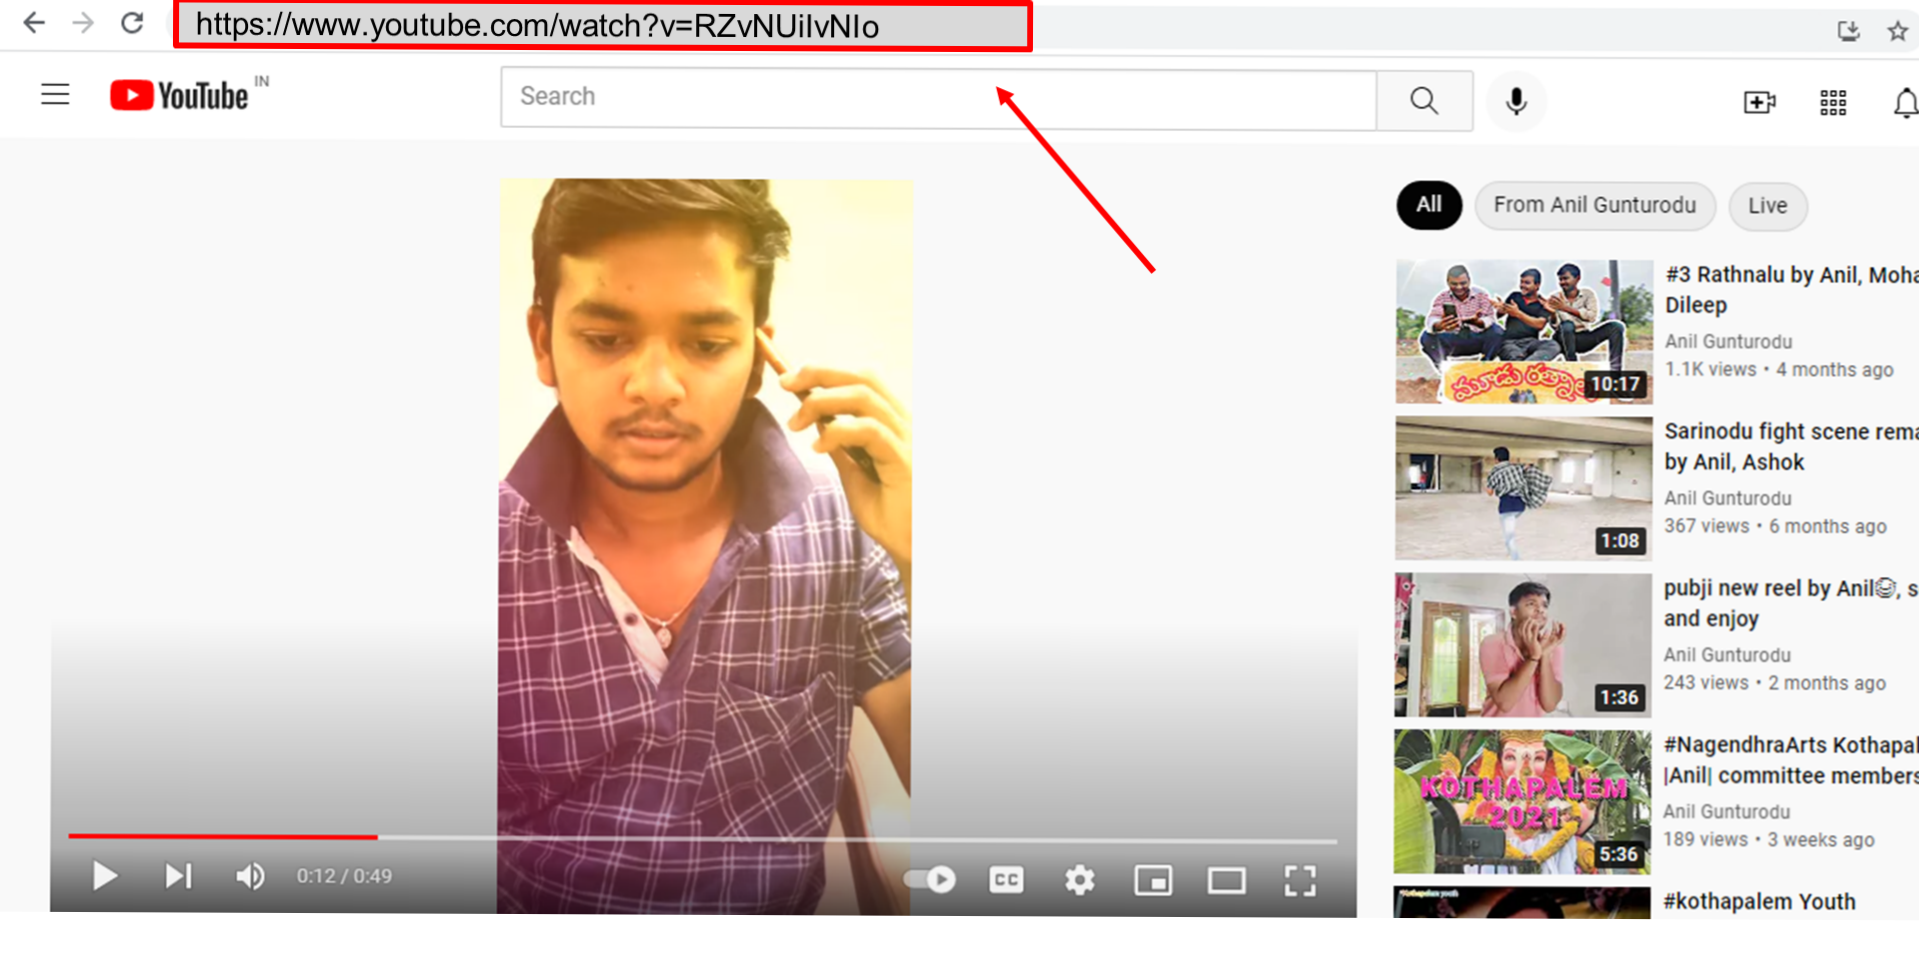 https://www.youtube.com/watch?v=RZvNUiIvNIo
YouTube IN
Search
All
From Anil Gunturodu
Live
10:17
#3 Rathnalu by Anil, Moha
Dileep
Anil Gunturodu
1.1K views • 4 months ago
1:08
Sarinodu fight scene rema
by Anil, Ashok
Anil Gunturodu
367 views • 6 months ago
1:36
pubji new reel by Anil😂, s
and enjoy
Anil Gunturodu
243 views • 2 months ago
KOTHAPALEM
2021
5:36
#NagendhraArts Kothapal
|Anil| committee members
Anil Gunturodu
189 views • 3 weeks ago
#kothapalem Youth
0:12 / 0:49
CC